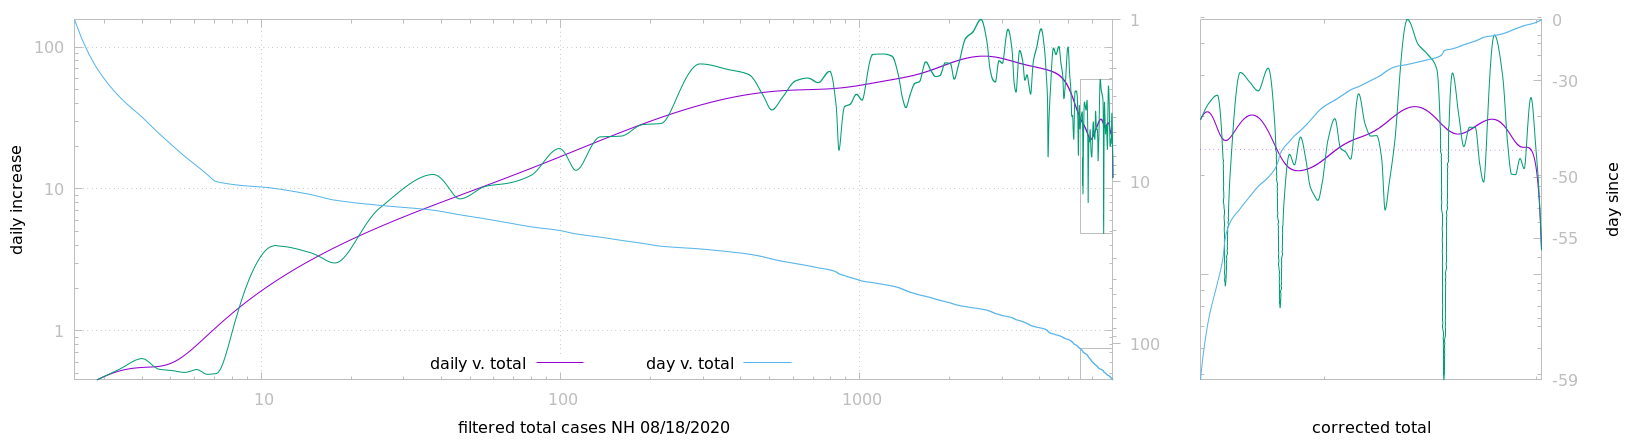 100
10
1
daily increase
10
100
1000
filtered total cases NH 08/18/2020
daily v. total
day v. total
1
10
100
0
-30
-50
-55
-59
day since
corrected total